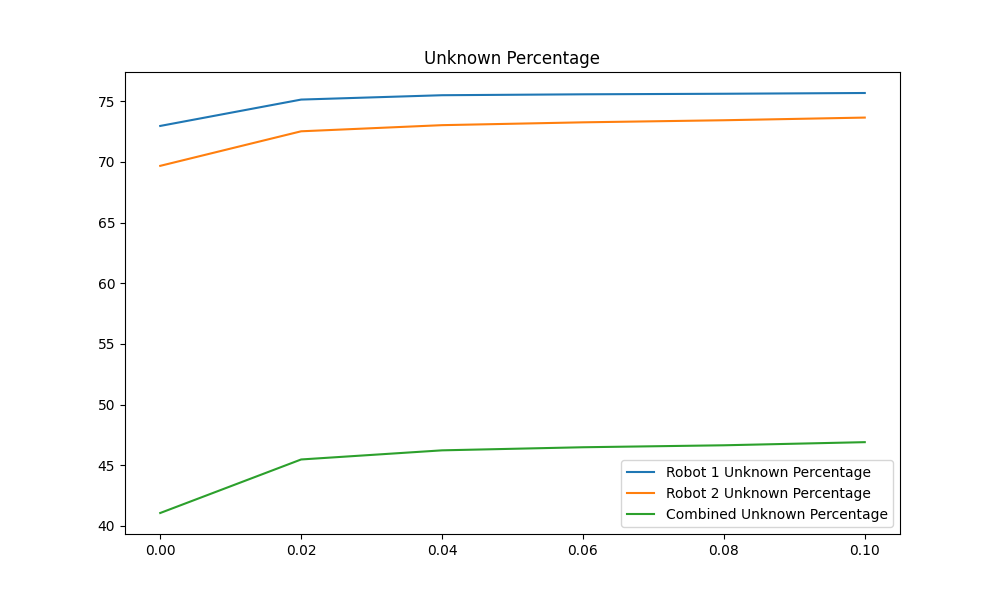 Unknown Percentage
75
70
65
60
55
50
45
40
Robot 1 Unknown Percentage
Robot 2 Unknown Percentage
Combined Unknown Percentage
0.00 0.02 0.04 0.06 0.08 0.10